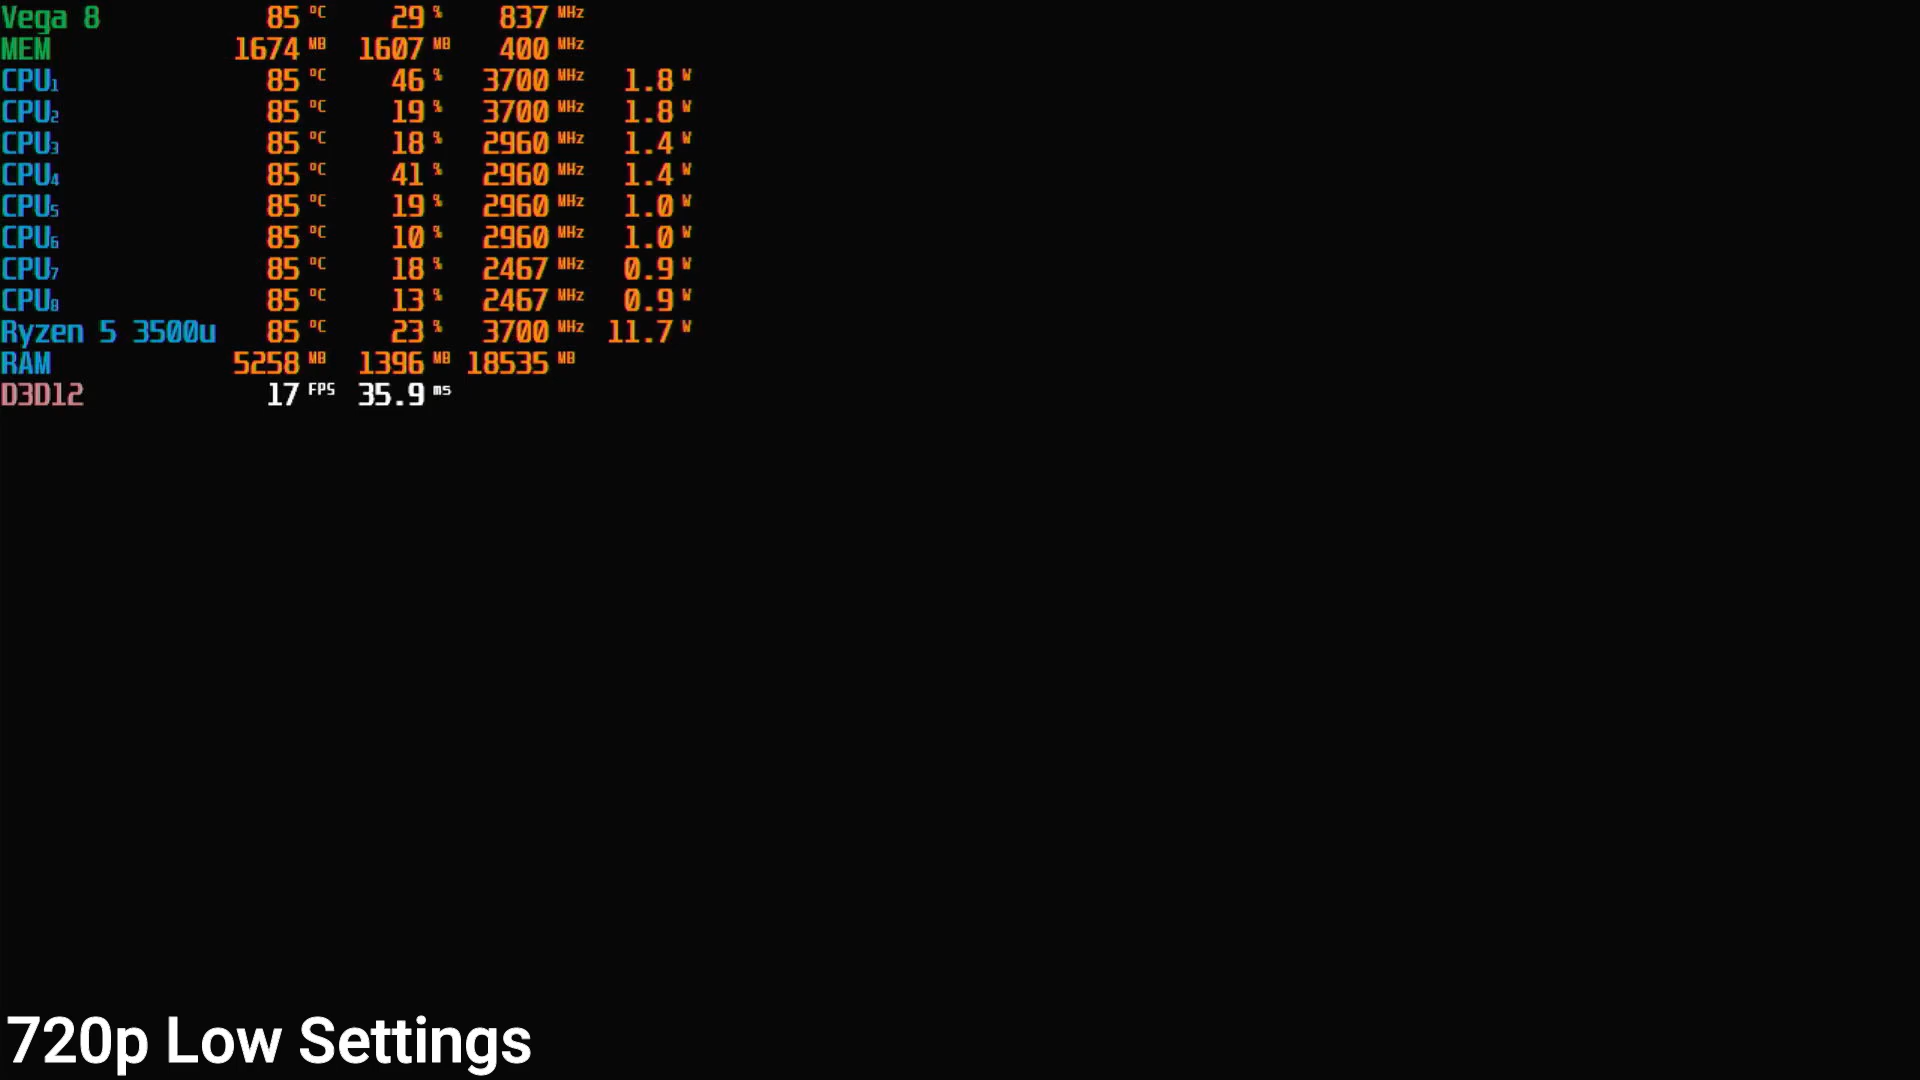 Vega 8 85 °C 29 % 837 MHz
MEM 1674 MB 1607 MB 400 MHz
CPU1 85 °C 46 % 3700 MHz 1.8 W
CPU2 85 °C 19 % 3700 MHz 1.8 W
CPU3 85 °C 18 % 2960 MHz 1.4 W
CPU4 85 °C 41 % 2960 MHz 1.4 W
CPU5 85 °C 19 % 2960 MHz 1.0 W
CPU6 85 °C 10 % 2960 MHz 1.0 W
CPU7 85 °C 18 % 2467 MHz 0.9 W
CPU8 85 °C 13 % 2467 MHz 0.9 W
Ryzen 5 3500u 85 °C 23 % 3700 MHz 11.7 W
RAM 5258 MB 1396 MB 18535 MB
D3D12 17 FPS 35.9 ms
720p Low Settings